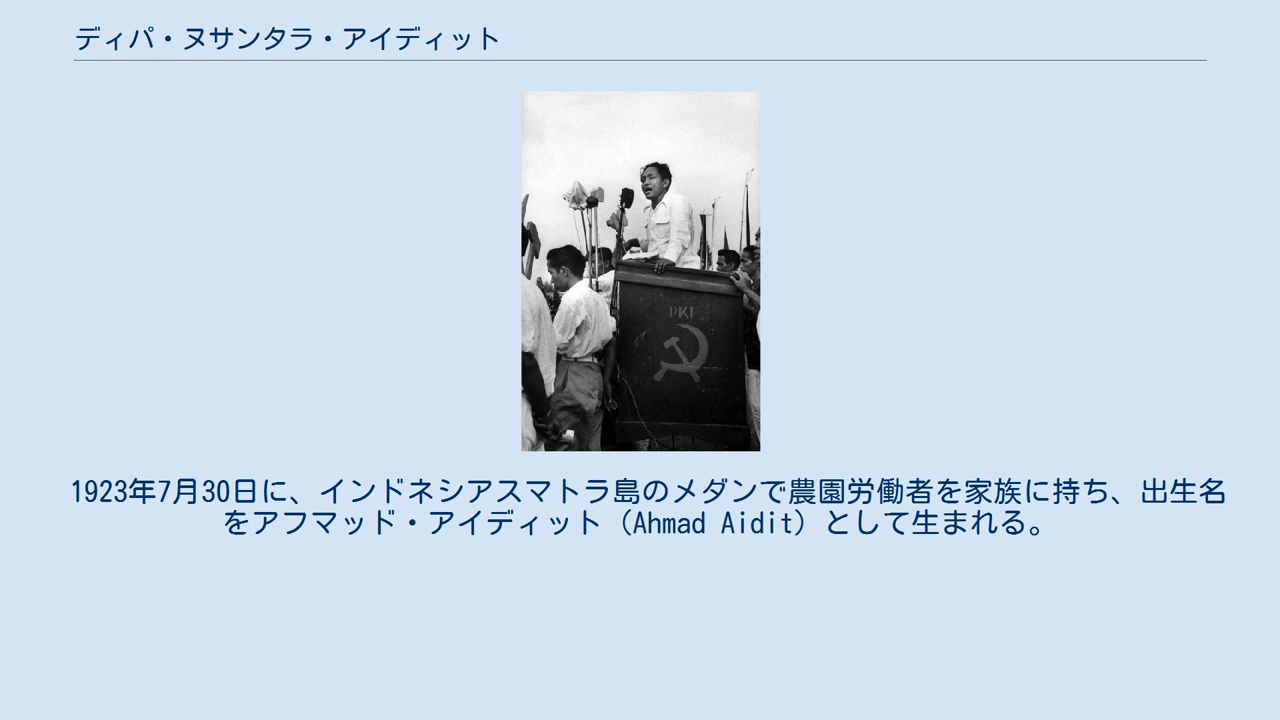 ディパ・ヌサンタラ・アイディット
PKI
1923年7月30日に、インドネシアスマトラ島のメダンで農園労働者を家族に持ち、出生名
をアフマッド・アイディット（Ahmad Aidit）として生まれる。